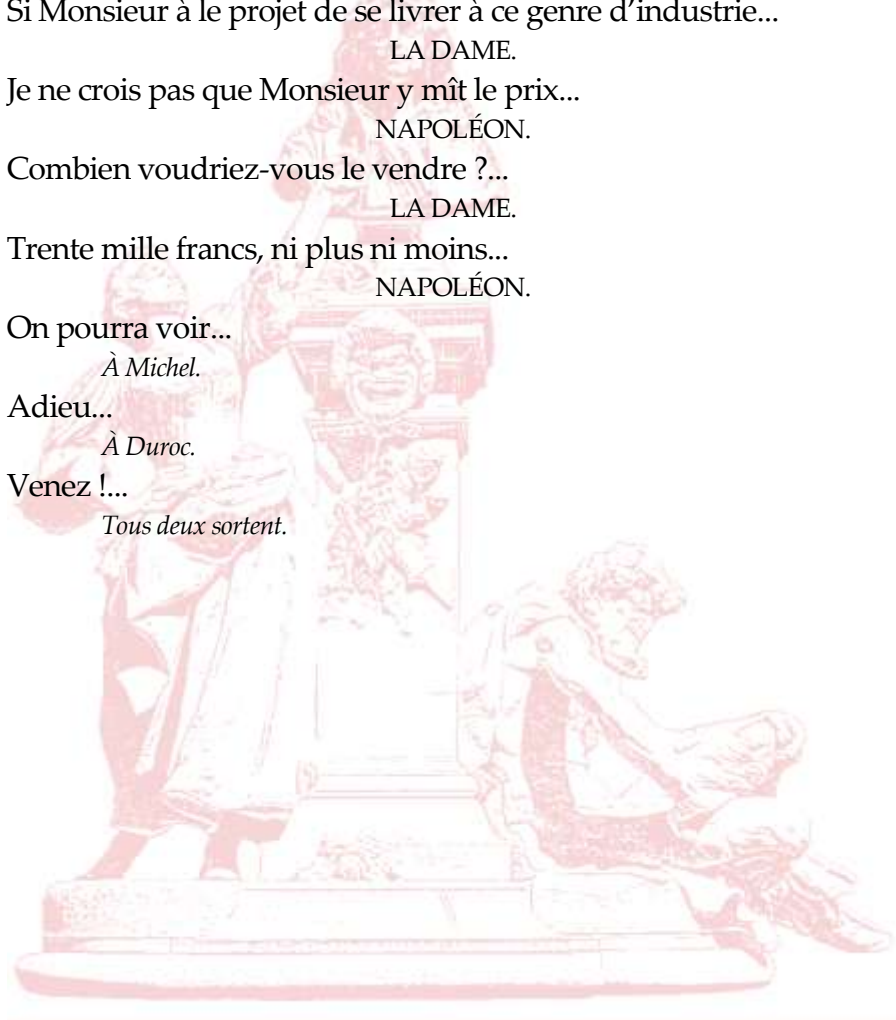 Si Monsieur à le projet de se livrer à ce genre d’industrie...
LA DAME.
Je ne crois pas que Monsieur y mît le prix...
NAPOLÉON.
Combien voudriez-vous le vendre ?...
LA DAME.
Trente mille francs, ni plus ni moins...
NAPOLÉON.
On pourra voir...
À Michel.
Adieu...
À Duroc.
Venez !...
Tous deux sortent.